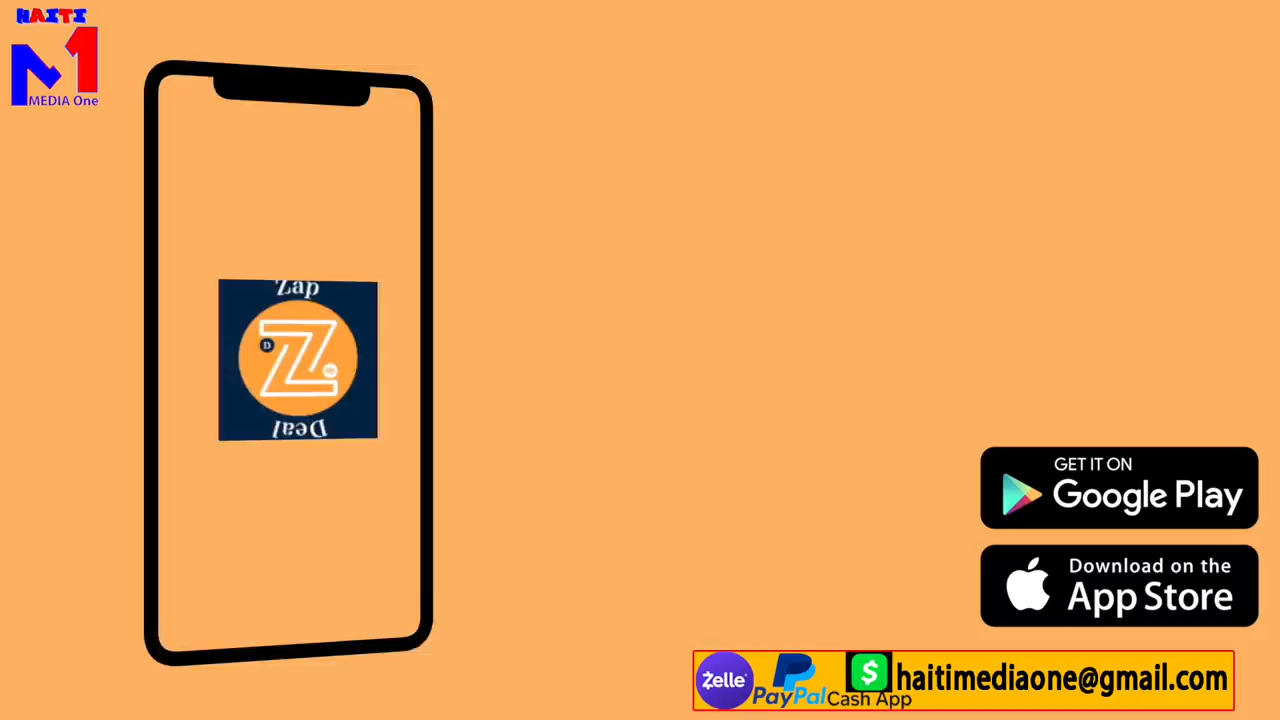 HAITI
M1
MEDIA One
Zap
D
Z
Deal
GET IT ON
Google Play
Download on the
App Store
Zelle
PayPal
$
Cash App
haitimediaone@gmail.com